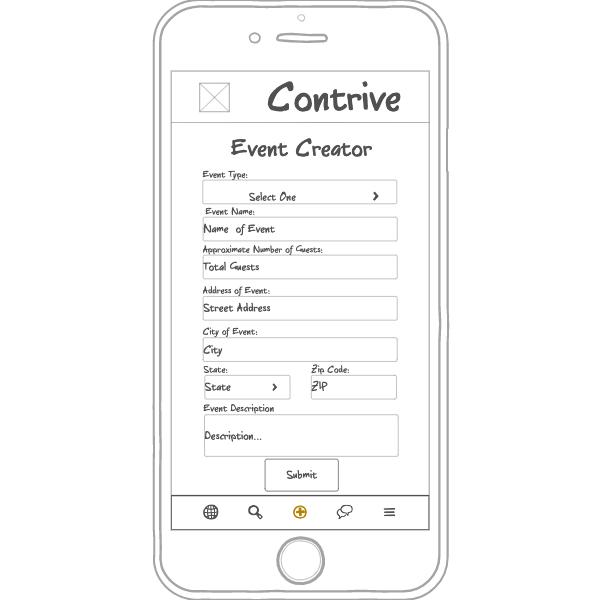 Contrive
Event Creator
Event Type:
Select One
Event Name:
Name of Event
Approximate Number of Guests:
Total Guests
Address of Event:
Street Address
City of Event:
City
State: Zip Code:
State ZIP
Event Description
Description...
Submit